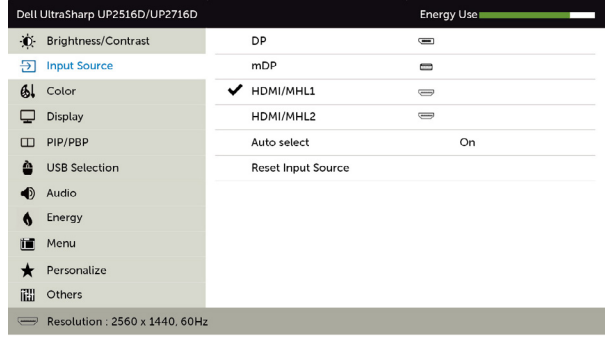 Dell UltraSharp UP2516D/UP2716D Energy Use
Brightness/Contrast DP
Input Source mDP
Color HDMI/MHL1
Display HDMI/MHL2
PIP/PBP Auto select On
USB Selection Reset Input Source
Audio
Energy
Menu
Personalize
Others
Resolution : 2560 x 1440, 60Hz